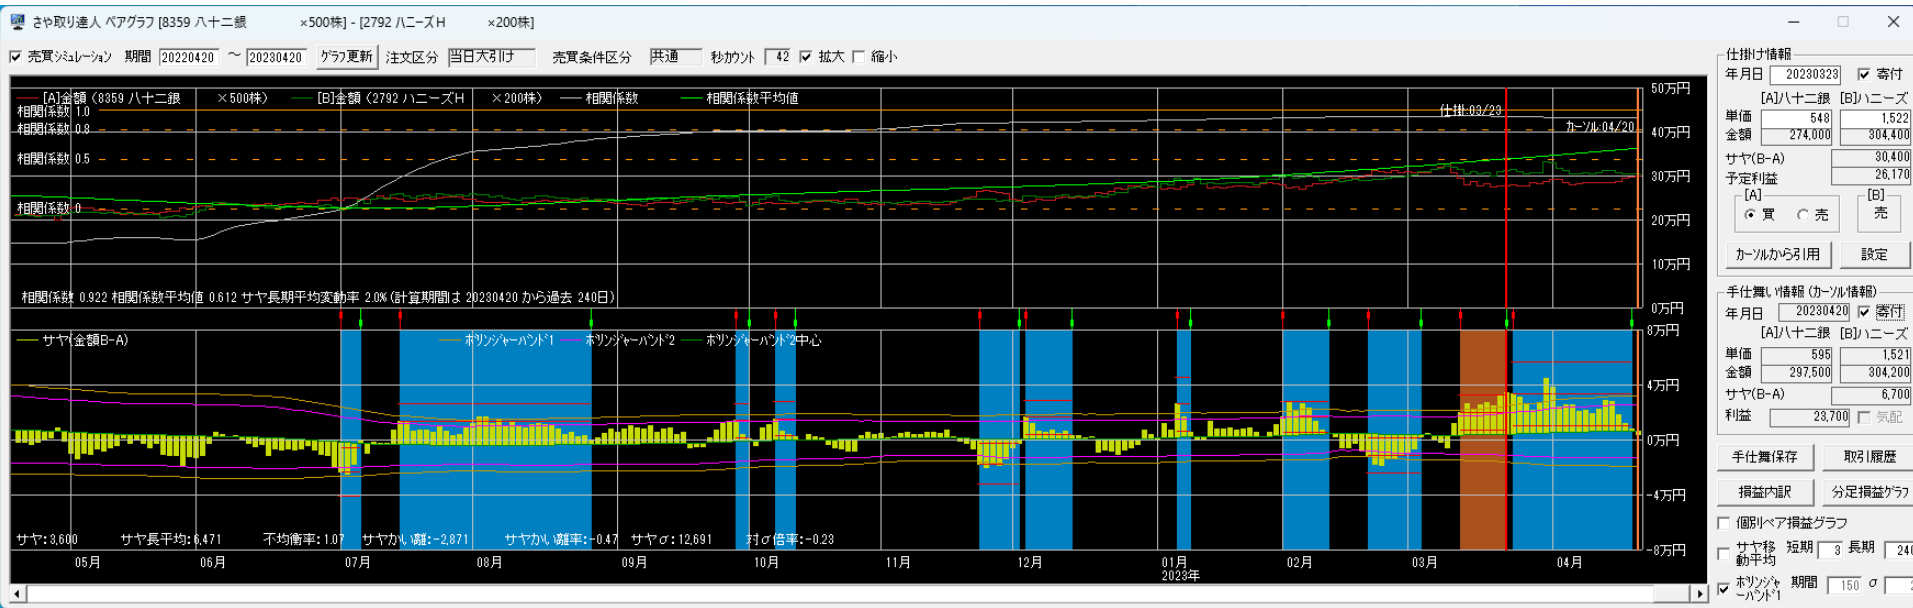 さや取り達人 ペアグラフ [8359 八十二銀 ×500株] - [2792 ハニーズＨ ×200株]
売買シミュレーション 期間 20220420 ～ 20230420 グラフ更新 注文区分 当日大引け 売買条件区分 共通 秒カウント 42 拡大 縮小
[A]金額 (8359 八十二銀 ×500株) [B]金額 (2792 ハニーズＨ ×200株) 相関係数 相関係数平均値
相関係数 1.0
相関係数 0.8
相関係数 0.5
相関係数 0
仕掛:03/23
カーソル:04/20
50万円
40万円
30万円
20万円
10万円
0万円
相関係数 0.922 相関係数平均値 0.612 サヤ長期平均変動率 2.0% (計算期間は 20230420 から過去 240日)
サヤ(金額B-A) ボリンジャーバンド1 ボリンジャーバンド2 ボリンジャーバンド2中心
8万円
4万円
0万円
-4万円
-8万円
サヤ:3,600 サヤ長平均:6,471 不均衡率:1.07 サヤかい離:-2,871 サヤかい離率:-0.47 サヤσ:12,691 対σ倍率:-0.23
05月 06月 07月 08月 09月 10月 11月 12月 01月 02月 03月 04月
2023年
仕掛け情報
年月日 20230323 寄付
[A]八十二銀 [B]ハニーズ
単価 548 1,522
金額 274,000 304,400
サヤ(B-A) 30,400
予定利益 26,170
[A] [B]
買 売 売
カーソルから引用 設定
手仕舞い情報 (カーソル情報)
年月日 20230420 寄付
[A]八十二銀 [B]ハニーズ
単価 595 1,521
金額 297,500 304,200
サヤ(B-A) 6,700
利益 23,700 気配
手仕舞保存 取引履歴
損益内訳 分足損益グラフ
個別ペア損益グラフ
サヤ移動平均 短期 3 長期 240
ボリンジャーバンド1 期間 150 σ